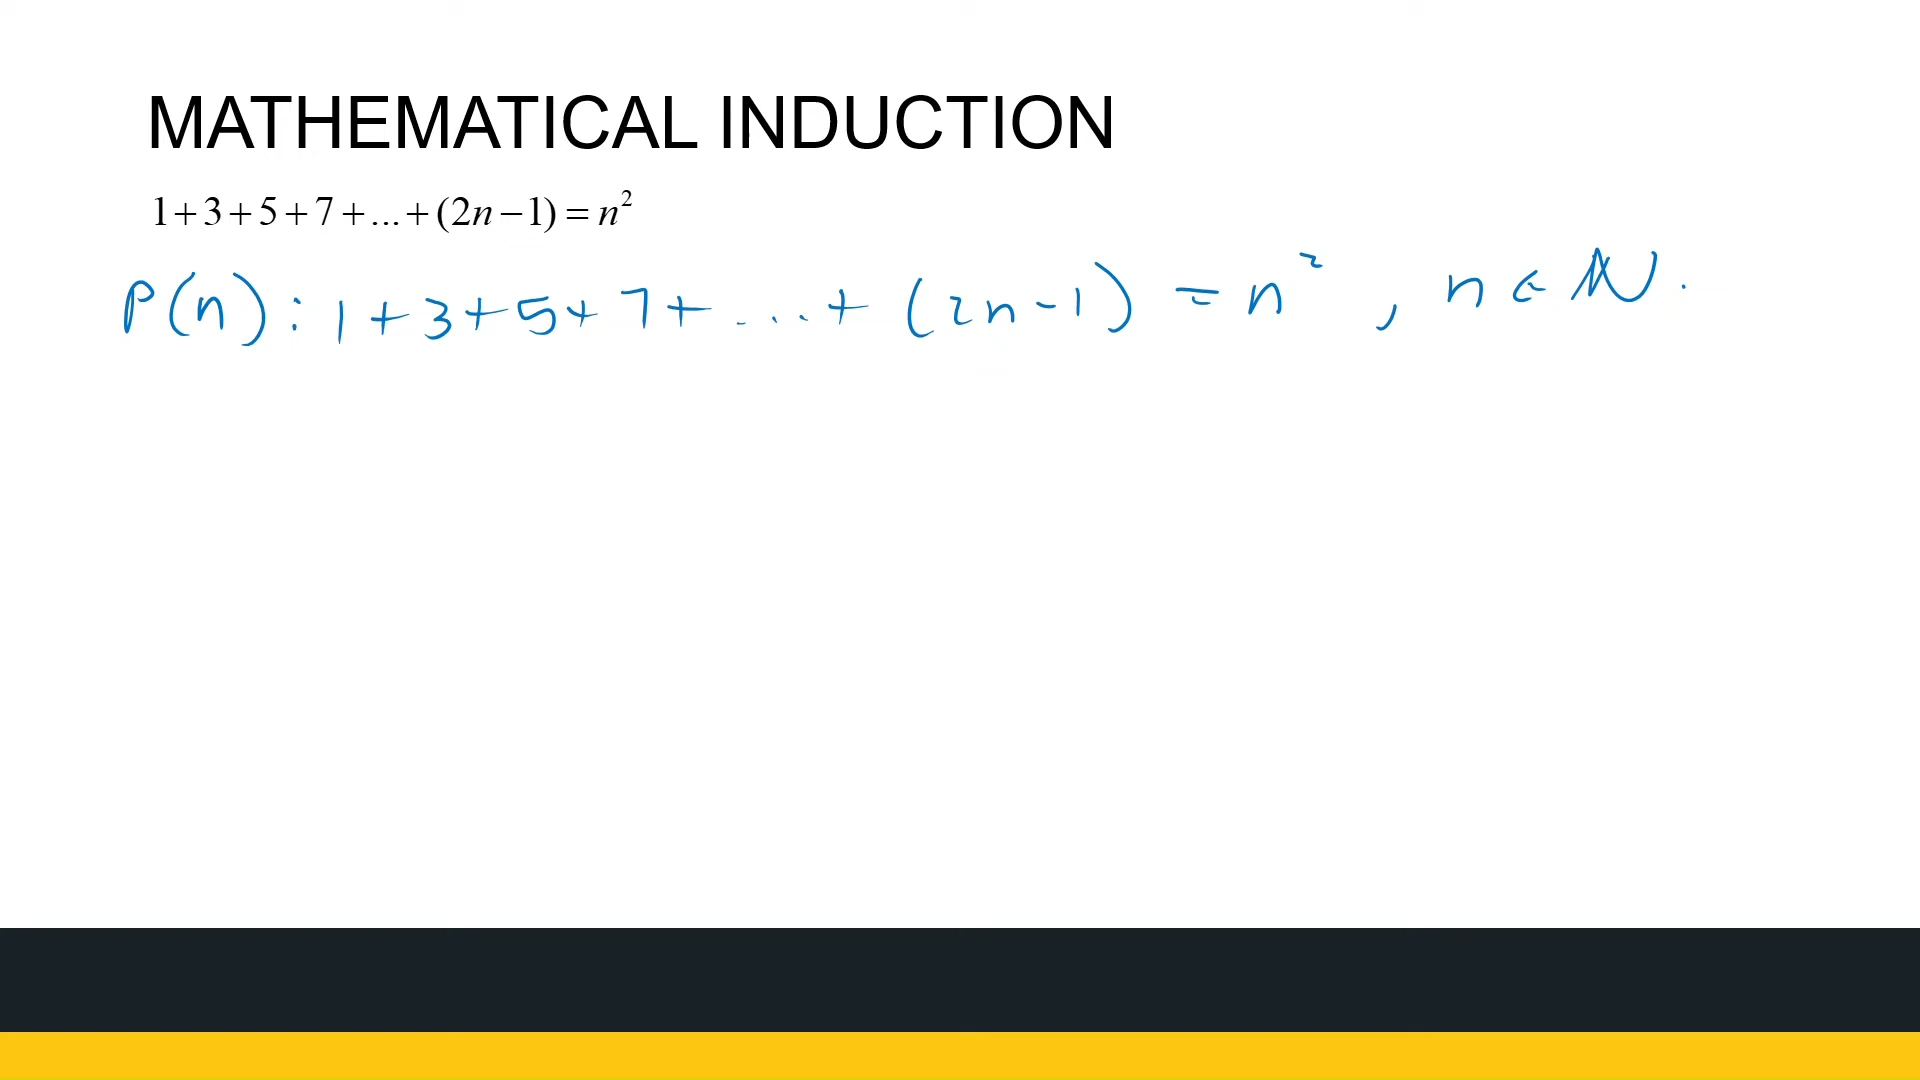 MATHEMATICAL INDUCTION
1+3+5+7+...+(2n−1)=n²
P(n): 1+3+5+7+...+(2n-1) = n², n ∈ ℕ.